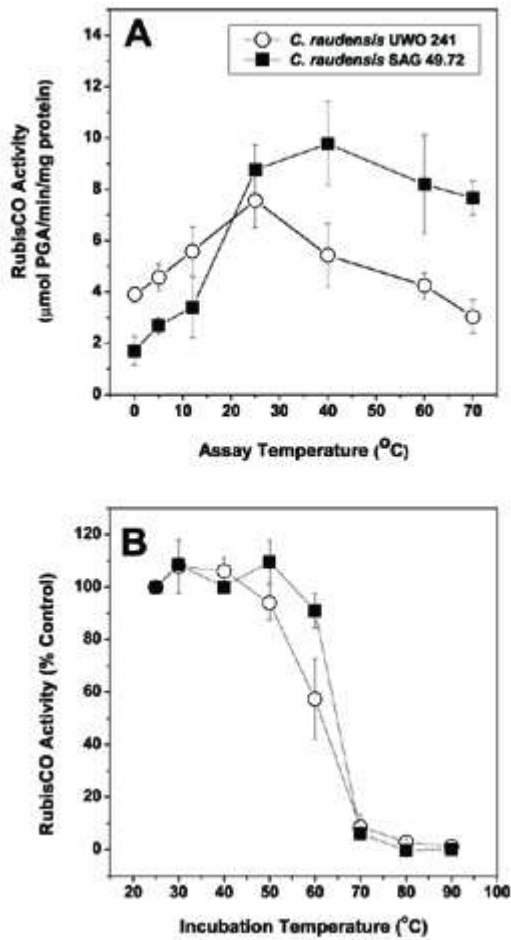 A
C. raudensis UWO 241
C. raudensis SAG 49.72
RubisCO Activity
(μmol PGA/min/mg protein)
14
12
10
8
6
4
2
0
0 10 20 30 40 50 60 70
Assay Temperature (°C)
B
RubisCO Activity (% Control)
120
100
80
60
40
20
0
20 30 40 50 60 70 80 90 100
Incubation Temperature (°C)